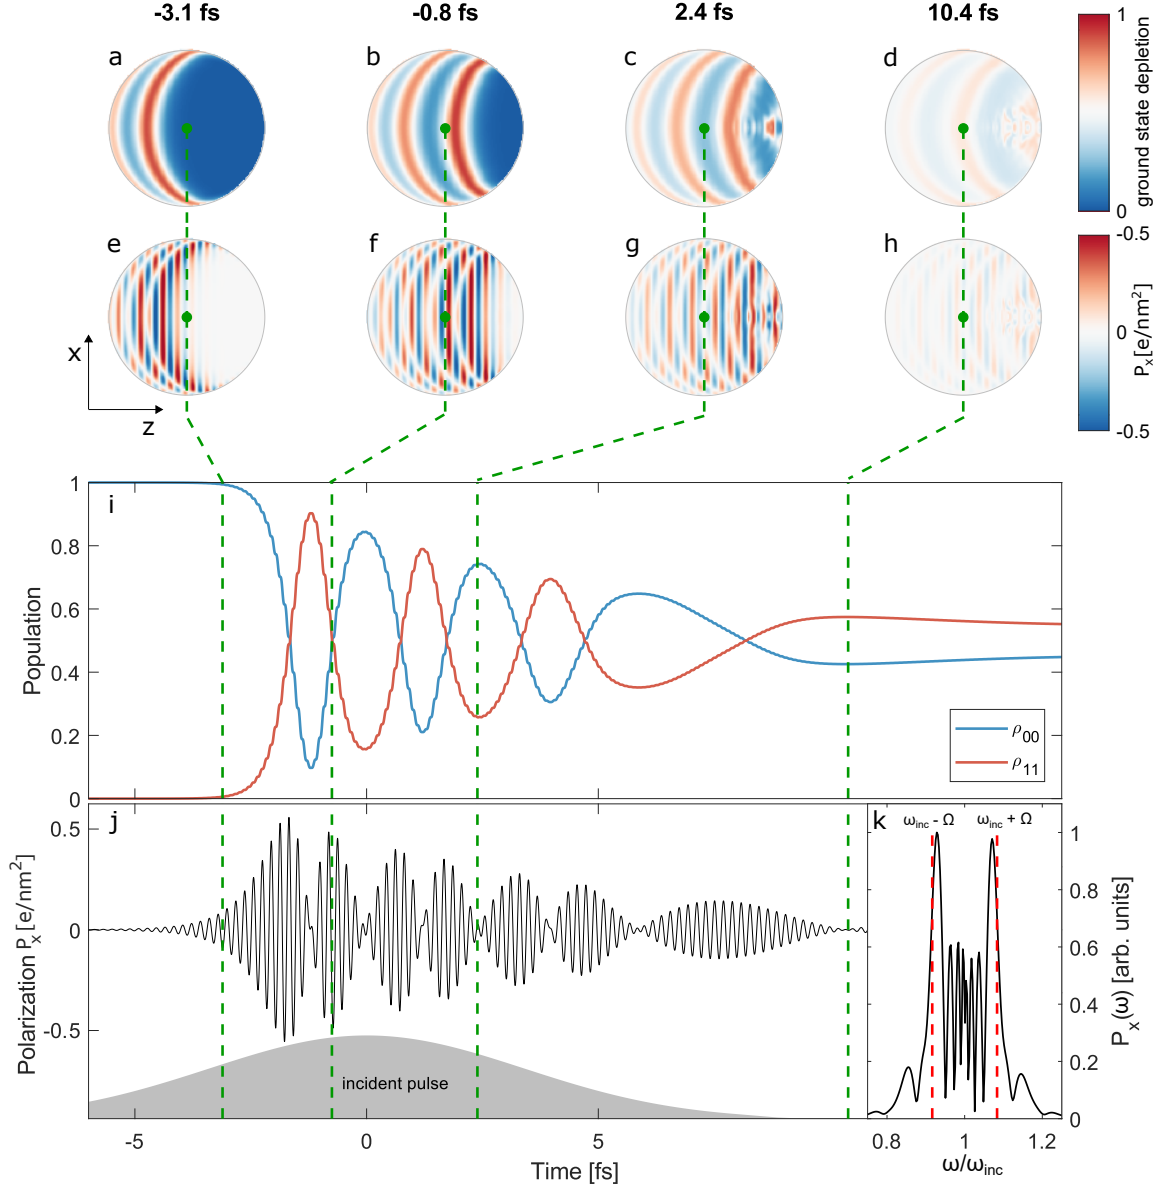 -3.1 fs
-0.8 fs
2.4 fs
10.4 fs
a
b
c
d
1
0
ground state depletion
e
f
g
h
-0.5
0
-0.5
Pₓ[e/nm²]
x
z
i
1
0.8
0.6
0.4
0.2
0
Population
ρ₀₀
ρ₁₁
j
0.5
0
-0.5
Polarization Pₓ [e/nm²]
incident pulse
-5
0
5
Time [fs]
k
ω_inc - Ω
ω_inc + Ω
1
0.8
0.6
0.4
0.2
0
Pₓ(ω) [arb. units]
0.8
1
1.2
ω/ω_inc